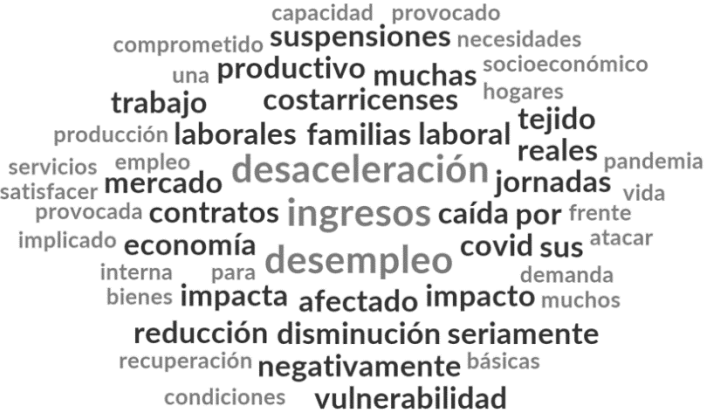 capacidad provocado
comprometido suspensiones necesidades
una productivo muchas socioeconómico
trabajo costarricenses hogares
producción laborales familias laboral tejido
servicios empleo desaceleración reales pandemia
satisfacer mercado jornadas vida
provocada contratos ingresos caída por frente
implicado economía covid sus atacar
interna para desempleo demanda
bienes impacta afectado impacto muchos
reducción disminución seriamente
recuperación negativamente básicas
condiciones vulnerabilidad